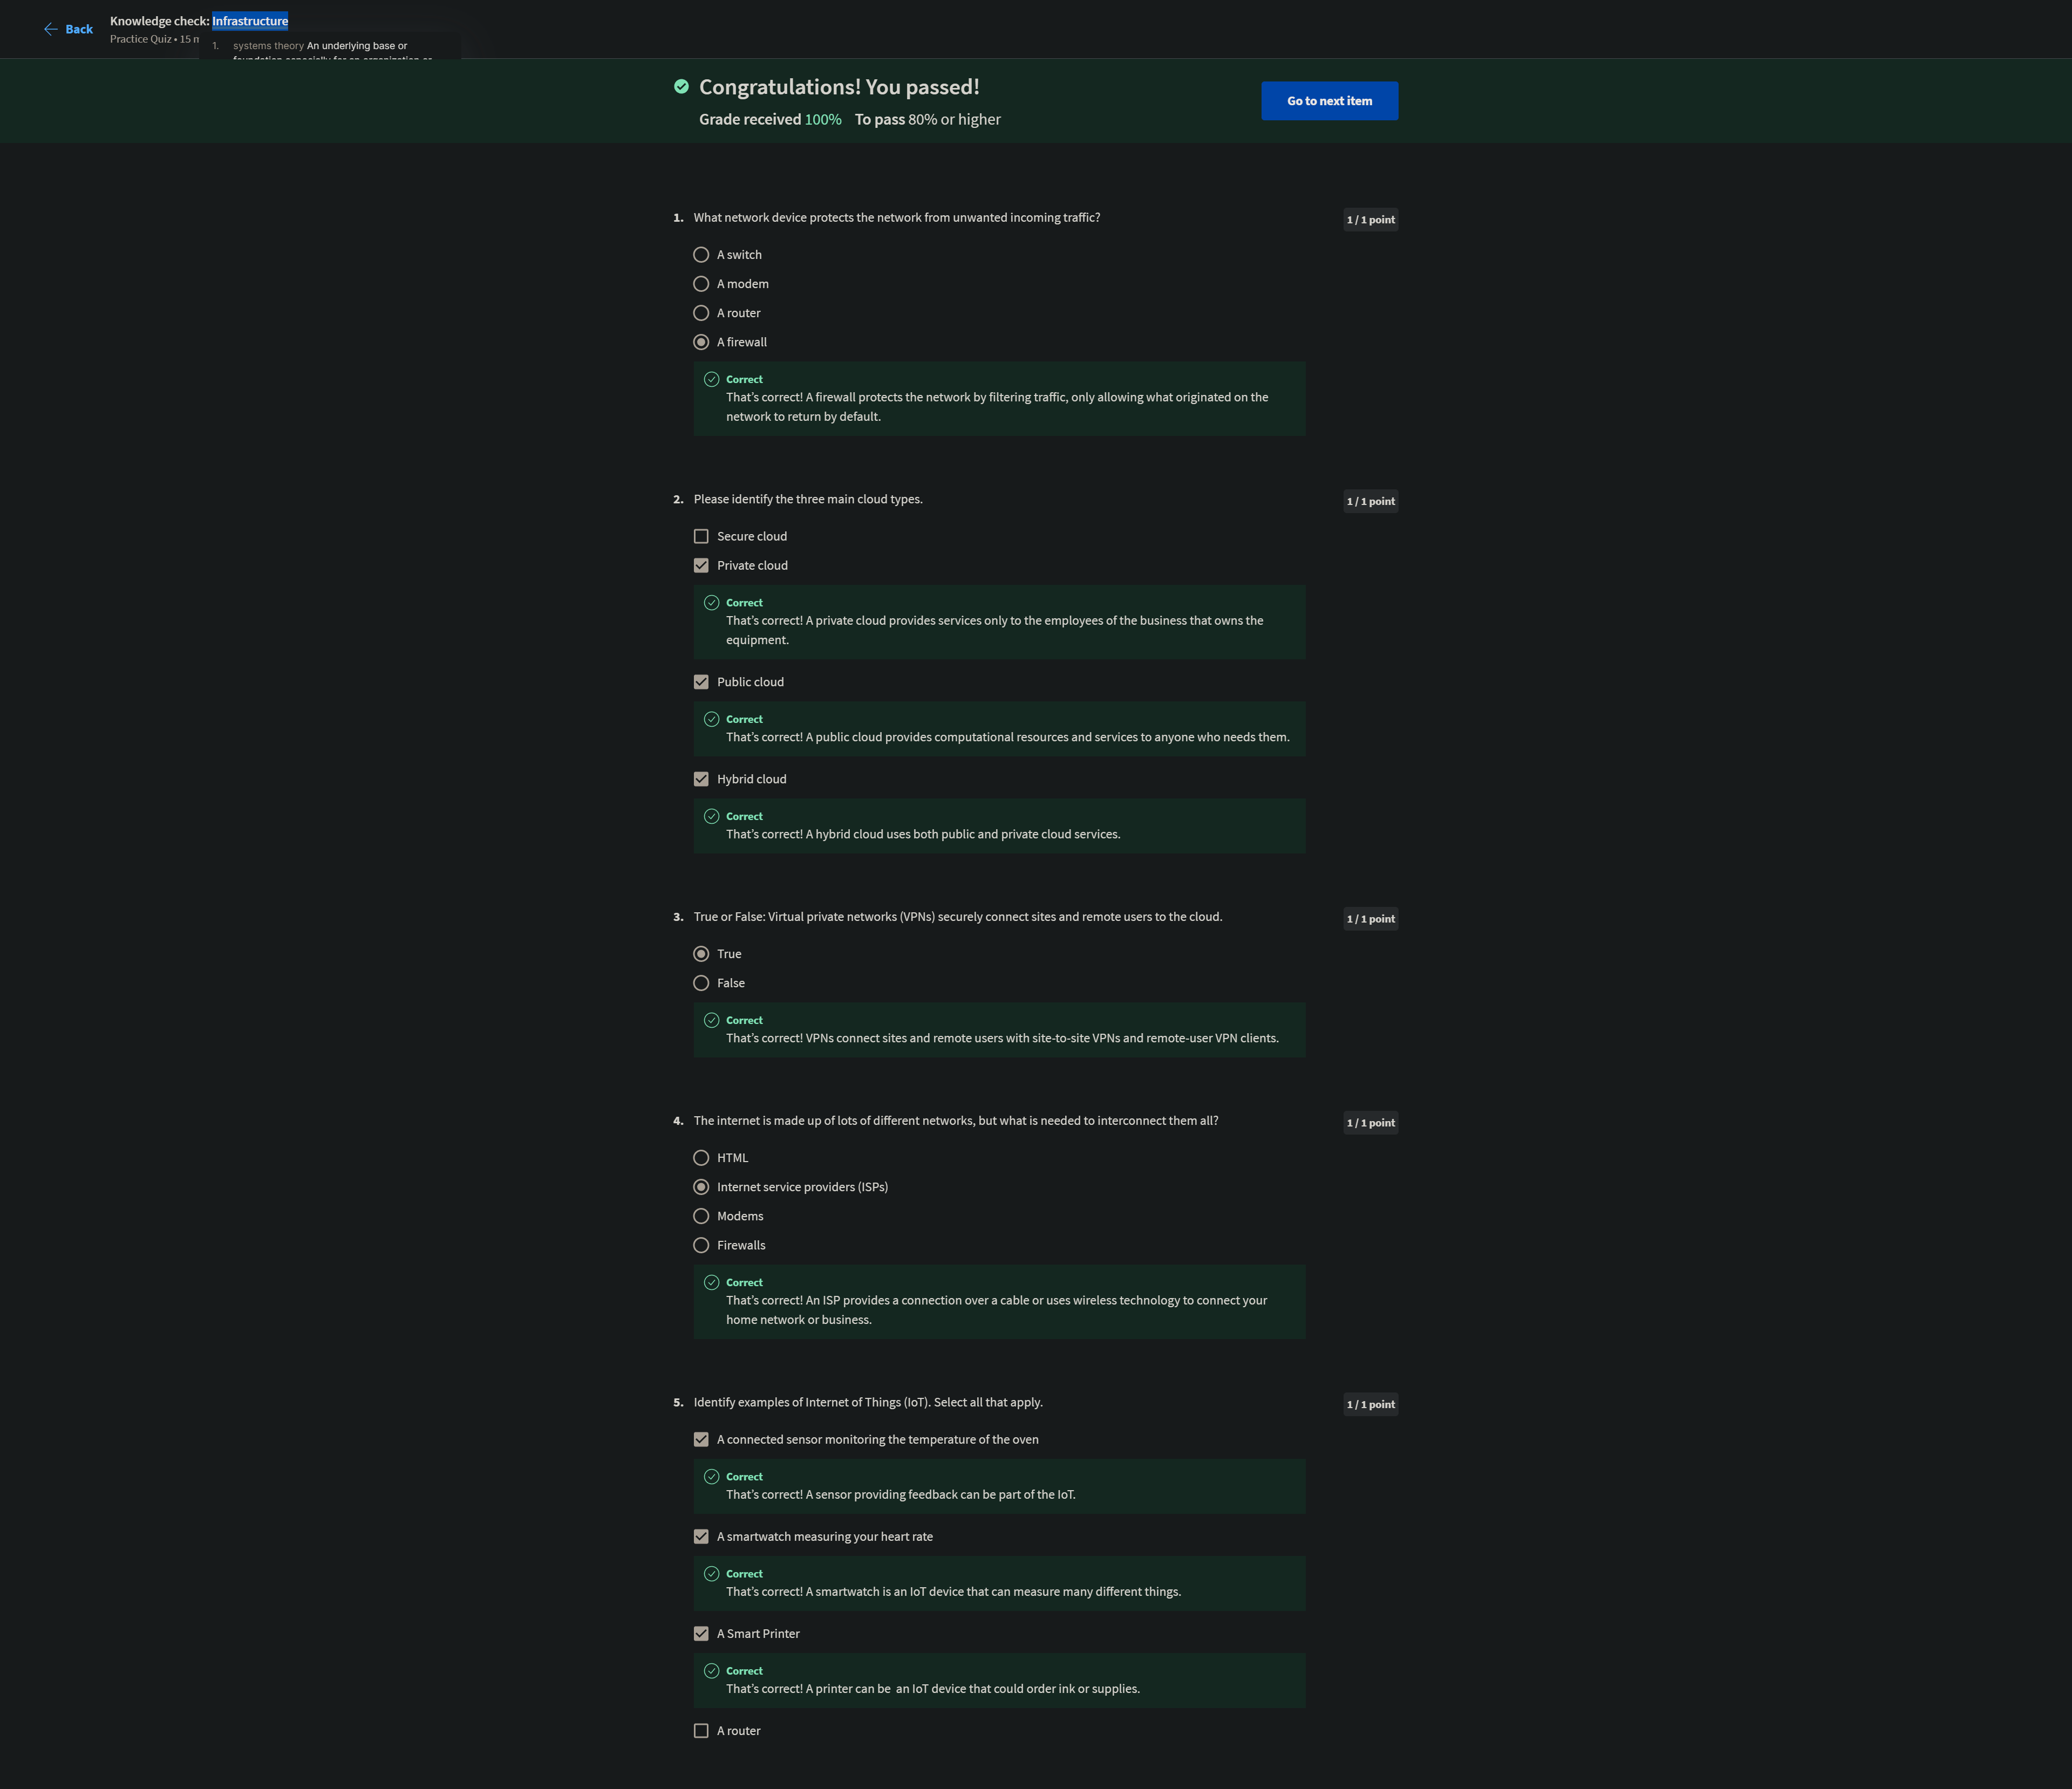 Back
Knowledge check: Infrastructure
Practice Quiz • 15
1. systems theory An underlying base or
Congratulations! You passed!
Grade received 100% To pass 80% or higher
Go to next item
1. What network device protects the network from unwanted incoming traffic?
1 / 1 point
A switch
A modem
A router
A firewall
Correct
That's correct! A firewall protects the network by filtering traffic, only allowing what originated on the
network to return by default.
2. Please identify the three main cloud types.
1 / 1 point
Secure cloud
Private cloud
Correct
That's correct! A private cloud provides services only to the employees of the business that owns the
equipment.
Public cloud
Correct
That's correct! A public cloud provides computational resources and services to anyone who needs them.
Hybrid cloud
Correct
That's correct! A hybrid cloud uses both public and private cloud services.
3. True or False: Virtual private networks (VPNs) securely connect sites and remote users to the cloud.
1 / 1 point
True
False
Correct
That's correct! VPNs connect sites and remote users with site-to-site VPNs and remote-user VPN clients.
4. The internet is made up of lots of different networks, but what is needed to interconnect them all?
1 / 1 point
HTML
Internet service providers (ISPs)
Modems
Firewalls
Correct
That's correct! An ISP provides a connection over a cable or uses wireless technology to connect your
home network or business.
5. Identify examples of Internet of Things (IoT). Select all that apply.
1 / 1 point
A connected sensor monitoring the temperature of the oven
Correct
That's correct! A sensor providing feedback can be part of the IoT.
A smartwatch measuring your heart rate
Correct
That's correct! A smartwatch is an IoT device that can measure many different things.
A Smart Printer
Correct
That's correct! A printer can be  an IoT device that could order ink or supplies.
A router